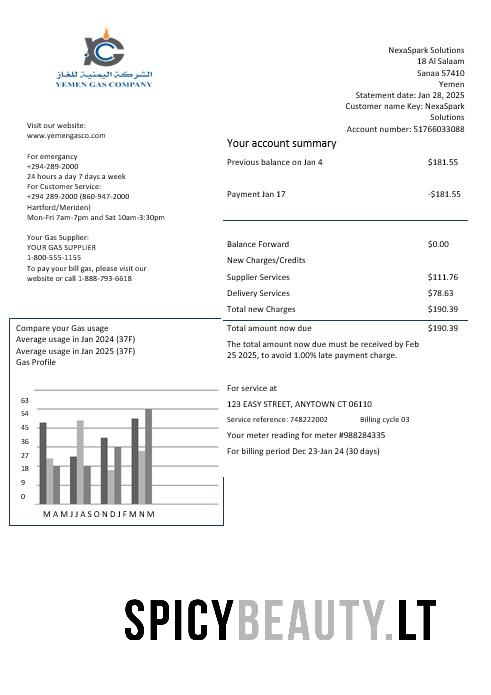 الشركة اليمنية للغاز
YEMEN GAS COMPANY
NexaSpark Solutions
18 Al Salaam
Sanaa 57410
Yemen
Statement date: Jan 28, 2025
Customer name Key: NexaSpark
Solutions
Account number: 51766033088
Visit our website:
www.yemengasco.com
For emergancy
+294-289-2000
24 hours a day 7 days a week
For Customer Service:
+294 289-2000 (860-947-2000
Hartford/Meriden)
Mon-Fri 7am-7pm and Sat 10am-3:30pm
Your Gas Supplier:
YOUR GAS SUPPLIER
1-800-555-1155
To pay your bill gas, please visit our
website or call 1-888-793-6618
Your account summary
Previous balance on Jan 4 $181.55
Payment Jan 17 -$181.55
Balance Forward $0.00
New Charges/Credits
Supplier Services $111.76
Delivery Services $78.63
Total new Charges $190.39
Total amount now due $190.39
The total amount now due must be received by Feb
25 2025, to avoid 1.00% late payment charge.
Compare your Gas usage
Average usage in Jan 2024 (37F)
Average usage in Jan 2025 (37F)
Gas Profile
63
54
45
36
27
18
9
0
M A M J J A S O N D J F M N M
For service at
123 EASY STREET, ANYTOWN CT 06110
Service reference: 748222002 Billing cycle 03
Your meter reading for meter #988284335
For billing period Dec 23-Jan 24 (30 days)
SPICYBEAUTY.LT